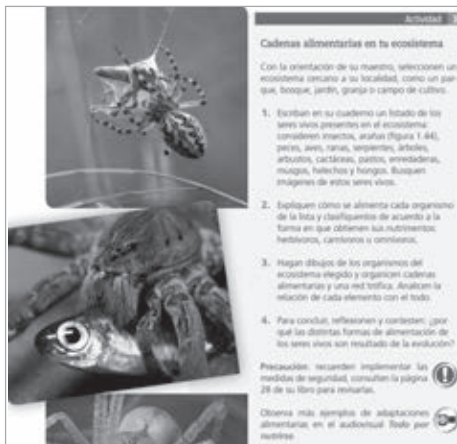 Actividad
Cadenas alimentarias en tu ecosistema
Con la orientación de su maestro, seleccionen un
ecosistema cercano a su localidad, como un par-
que, bosque, jardín, granja o campo de cultivo.
1. Escriban en su cuaderno un listado de los
seres vivos presentes en el ecosistema:
consideren insectos, arañas (figura 1.44),
peces, aves, ranas, serpientes, árboles,
arbustos, cactáceas, pastos, enredaderas,
musgos, helechos y hongos. Busquen
imágenes de estos seres vivos.
2. Expliquen cómo se alimenta cada organismo
de la lista y clasifíquenlos de acuerdo a la
forma en que obtienen sus nutrimentos:
herbívoros, carnívoros u omnívoros.
3. Hagan dibujos de los organismos del
ecosistema elegido y organicen cadenas
alimentarias y una red trófica. Analicen la
relación de cada elemento con el todo.
4. Para concluir, reflexionen y contesten: ¿por
qué las distintas formas de alimentación de
los seres vivos son resultado de la evolución?
Precaución: recuerden implementar las
medidas de seguridad, consulten la página
28 de su libro para revisarlas.
Observa más ejemplos de adaptaciones
alimentarias en el audiovisual Todo por
nutrirse.